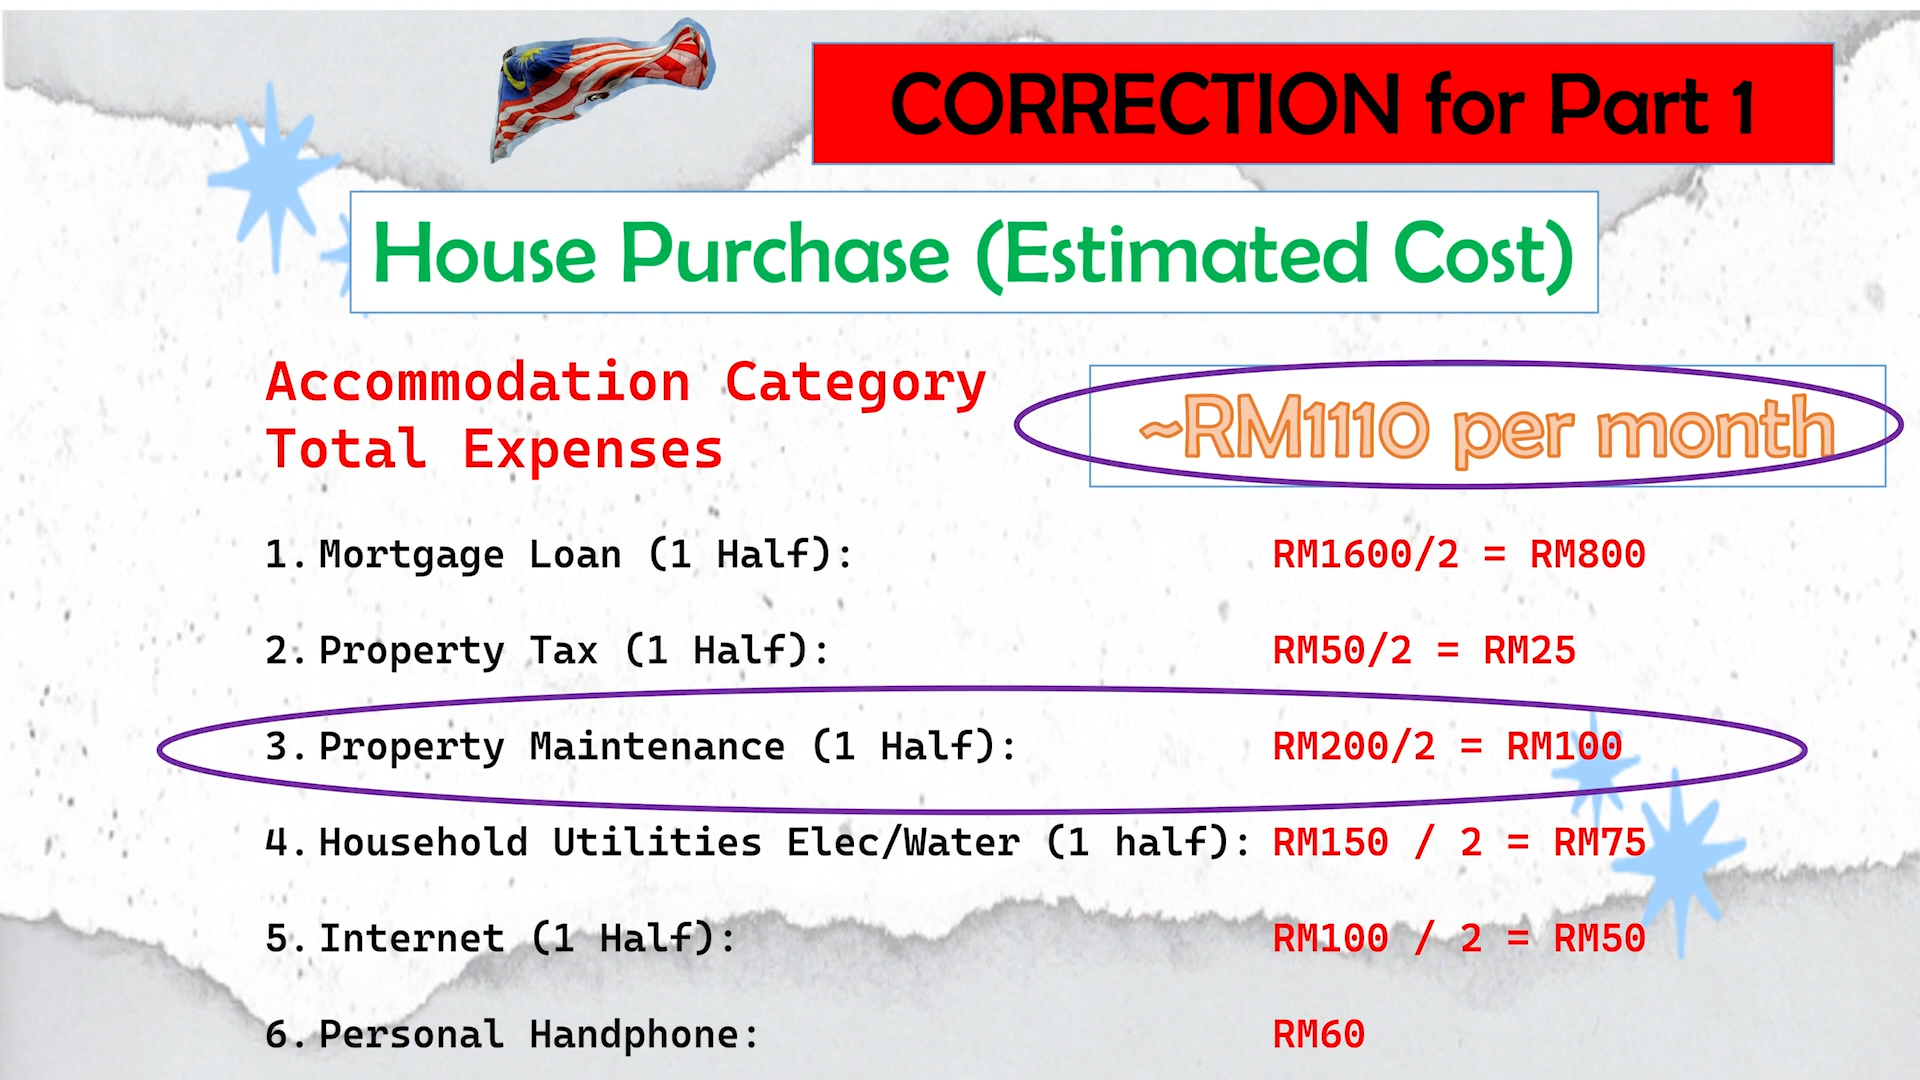 CORRECTION for Part 1
House Purchase (Estimated Cost)
Accommodation Category
Total Expenses
~RM1110 per month
1. Mortgage Loan (1 Half): RM1600/2 = RM800
2. Property Tax (1 Half): RM50/2 = RM25
3. Property Maintenance (1 Half): RM200/2 = RM100
4. Household Utilities Elec/Water (1 half): RM150 / 2 = RM75
5. Internet (1 Half): RM100 / 2 = RM50
6. Personal Handphone: RM60